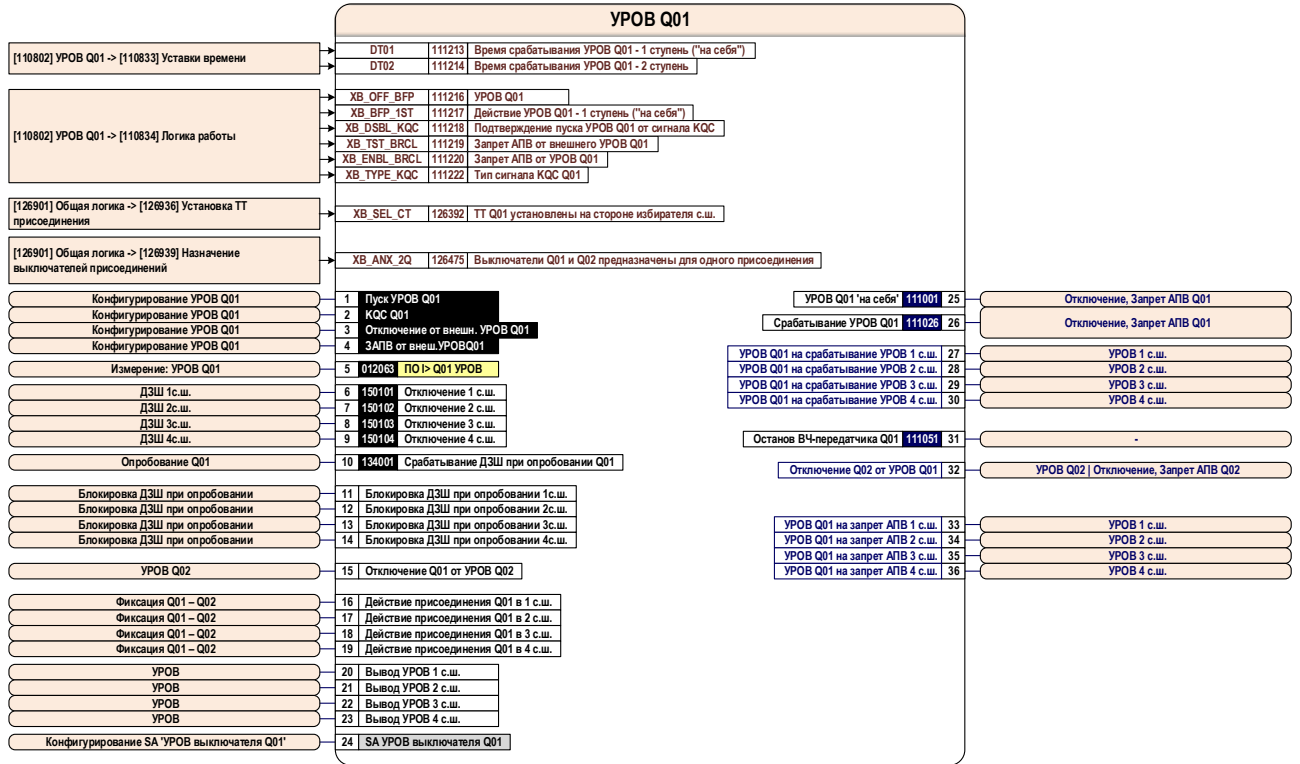 УРОВ Q01
[110802] УРОВ Q01 -> [110833] Уставки времени
DT01 111213 Время срабатывания УРОВ Q01 - 1 ступень ("на себя")
DT02 111214 Время срабатывания УРОВ Q01 - 2 ступень
[110802] УРОВ Q01 -> [110834] Логика работы
XB_OFF_BFP 111216 УРОВ Q01
XB_BFP_1ST 111217 Действие УРОВ Q01 - 1 ступень ("на себя")
XB_DSBL_KQC 111218 Подтверждение пуска УРОВ Q01 от сигнала KQC
XB_TST_BRCL 111219 Запрет АПВ от внешнего УРОВ Q01
XB_ENBL_BRCL 111220 Запрет АПВ от УРОВ Q01
XB_TYPE_KQC 111222 Тип сигнала KQC Q01
[126901] Общая логика -> [126936] Установка ТТ
присоединения
XB_SEL_CT 126392 ТТ Q01 установлены на стороне избирателя с.ш.
[126901] Общая логика -> [126939] Назначение
выключателей присоединений
XB_ANX_2Q 126475 Выключатели Q01 и Q02 предназначены для одного присоединения
Конфигурирование УРОВ Q01 1 Пуск УРОВ Q01
УРОВ Q01 'на себя' 111001 25 Отключение, Запрет АПВ Q01
Конфигурирование УРОВ Q01 2 KQC Q01
Срабатывание УРОВ Q01 111026 26 Отключение, Запрет АПВ Q01
Конфигурирование УРОВ Q01 3 Отключение от внешн. УРОВ Q01
Конфигурирование УРОВ Q01 4 ЗАПВ от внеш.УРОВQ01
УРОВ Q01 на срабатывание УРОВ 1 с.ш. 27 УРОВ 1 с.ш.
Измерение: УРОВ Q01 5 012063 ПО I> Q01 УРОВ
УРОВ Q01 на срабатывание УРОВ 2 с.ш. 28 УРОВ 2 с.ш.
УРОВ Q01 на срабатывание УРОВ 3 с.ш. 29 УРОВ 3 с.ш.
ДЗШ 1с.ш. 6 150101 Отключение 1 с.ш.
УРОВ Q01 на срабатывание УРОВ 4 с.ш. 30 УРОВ 4 с.ш.
ДЗШ 2с.ш. 7 150102 Отключение 2 с.ш.
ДЗШ 3с.ш. 8 150103 Отключение 3 с.ш.
ДЗШ 4с.ш. 9 150104 Отключение 4 с.ш.
Останов ВЧ-передатчика Q01 111051 31 -
Опробование Q01 10 134001 Срабатывание ДЗШ при опробовании Q01
Отключение Q02 от УРОВ Q01 32 УРОВ Q02 | Отключение, Запрет АПВ Q02
Блокировка ДЗШ при опробовании 11 Блокировка ДЗШ при опробовании 1с.ш.
Блокировка ДЗШ при опробовании 12 Блокировка ДЗШ при опробовании 2с.ш.
Блокировка ДЗШ при опробовании 13 Блокировка ДЗШ при опробовании 3с.ш.
УРОВ Q01 на запрет АПВ 1 с.ш. 33 УРОВ 1 с.ш.
Блокировка ДЗШ при опробовании 14 Блокировка ДЗШ при опробовании 4с.ш.
УРОВ Q01 на запрет АПВ 2 с.ш. 34 УРОВ 2 с.ш.
УРОВ Q01 на запрет АПВ 3 с.ш. 35 УРОВ 3 с.ш.
УРОВ Q02 15 Отключение Q01 от УРОВ Q02
УРОВ Q01 на запрет АПВ 4 с.ш. 36 УРОВ 4 с.ш.
Фиксация Q01 – Q02 16 Действие присоединения Q01 в 1 с.ш.
Фиксация Q01 – Q02 17 Действие присоединения Q01 в 2 с.ш.
Фиксация Q01 – Q02 18 Действие присоединения Q01 в 3 с.ш.
Фиксация Q01 – Q02 19 Действие присоединения Q01 в 4 с.ш.
УРОВ 20 Вывод УРОВ 1 с.ш.
УРОВ 21 Вывод УРОВ 2 с.ш.
УРОВ 22 Вывод УРОВ 3 с.ш.
УРОВ 23 Вывод УРОВ 4 с.ш.
Конфигурирование SA 'УРОВ выключателя Q01' 24 SA УРОВ выключателя Q01